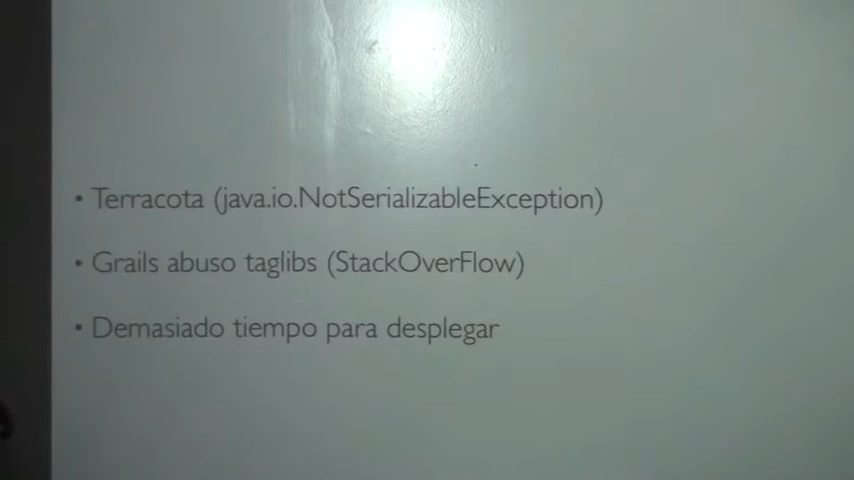 • Terracota (java.io.NotSerializableException)
• Grails abuso taglibs (StackOverFlow)
• Demasiado tiempo para desplegar